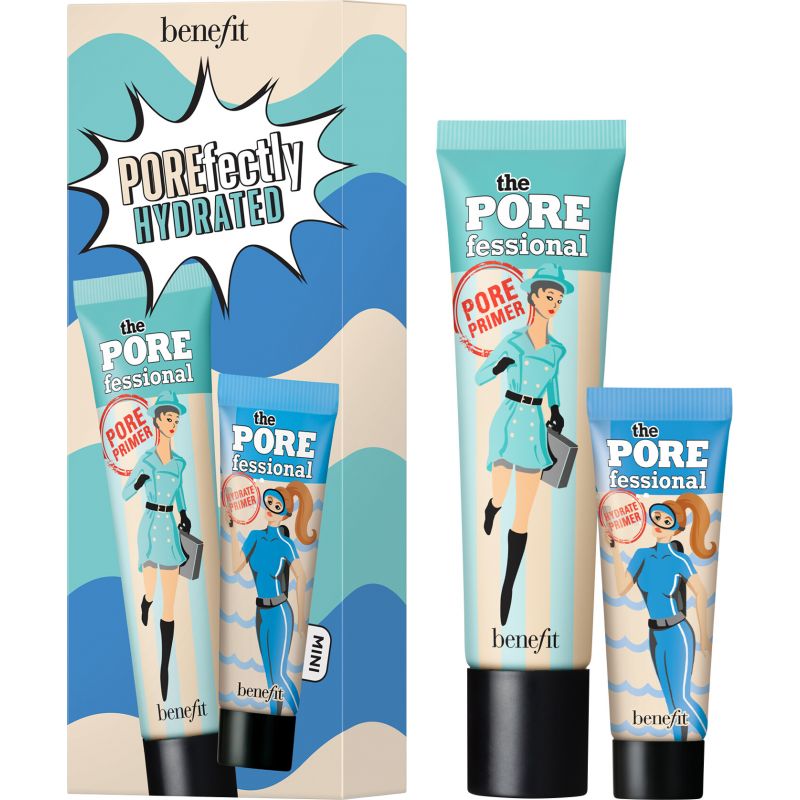 benefit
POREfectly
HYDRATED
the
PORE
fessional
PORE
PRIMER
benefit
the
PORE
fessional
HYDRATE
PRIMER
MINI
benefit
the
PORE
fessional
PORE
PRIMER
benefit
the
PORE
fessional
HYDRATE
PRIMER
benefit